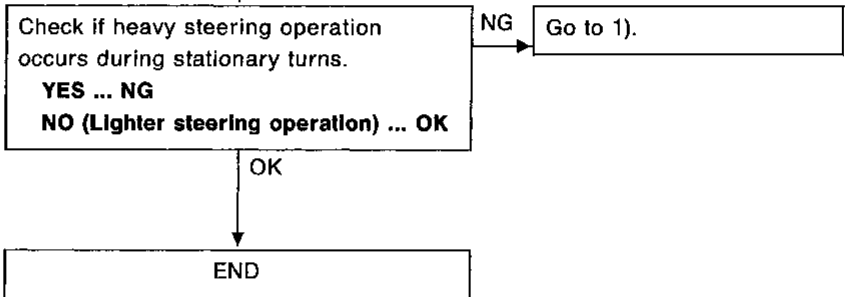 Check if heavy steering operation
occurs during stationary turns.
YES ... NG
NO (Lighter steering operation) ... OK
NG
Go to 1).
OK
END